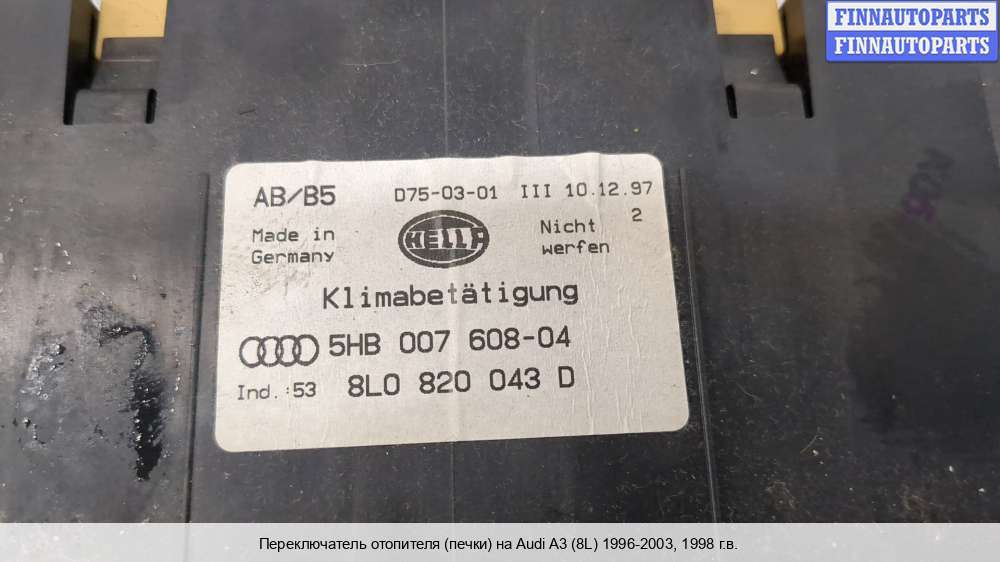 FINNAUTOPARTS
FINNAUTOPARTS
AB/B5 D75-03-01 III 10.12.97
2
Made in
Germany
HELLA
Nicht
werfen
Klimabetätigung
5HB 007 608-04
Ind.:53 8L0 820 043 D
Переключатель отопителя (печки) на Audi A3 (8L) 1996-2003, 1998 г.в.